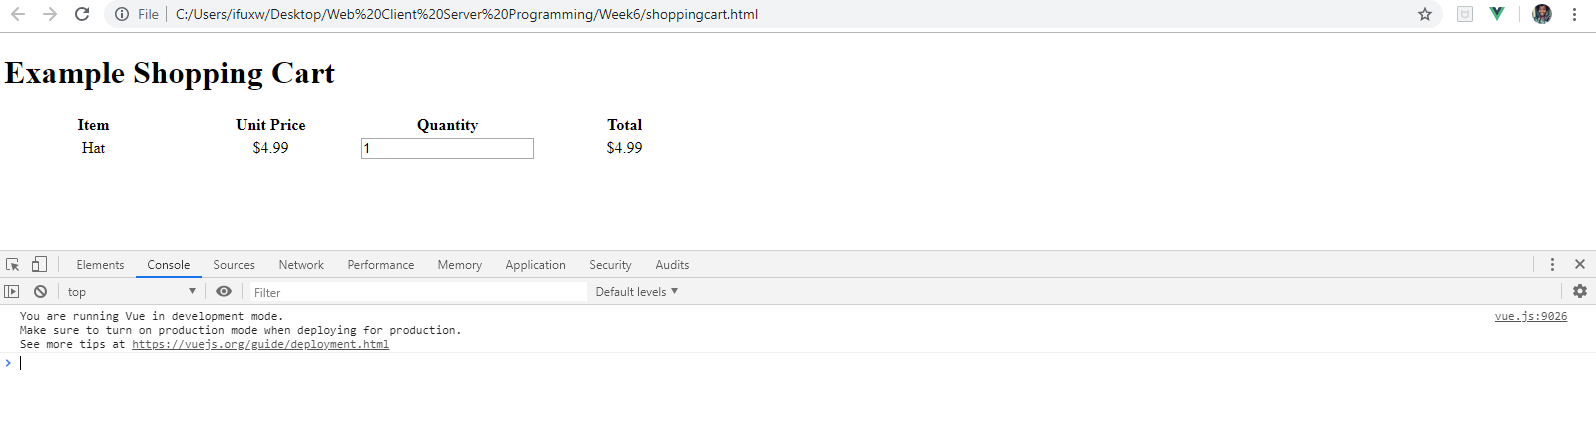 File C:/Users/ifuxw/Desktop/Web%20Client%20Server%20Programming/Week6/shoppingcart.html
Example Shopping Cart
Item Unit Price Quantity Total
Hat $4.99 1 $4.99
Elements Console Sources Network Performance Memory Application Security Audits
top Filter Default levels
You are running Vue in development mode. vue.js:9026
Make sure to turn on production mode when deploying for production.
See more tips at https://vuejs.org/guide/deployment.html